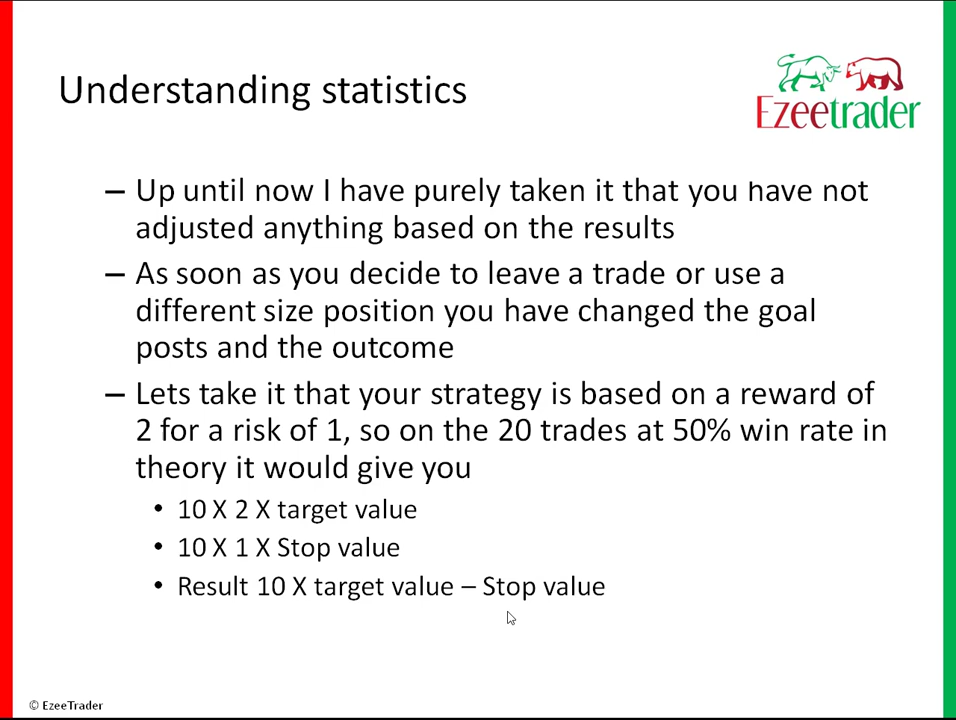 Understanding statistics
Ezeetrader
– Up until now I have purely taken it that you have not
adjusted anything based on the results
– As soon as you decide to leave a trade or use a
different size position you have changed the goal
posts and the outcome
– Lets take it that your strategy is based on a reward of
2 for a risk of 1, so on the 20 trades at 50% win rate in
theory it would give you
• 10 X 2 X target value
• 10 X 1 X Stop value
• Result 10 X target value – Stop value
© EzeeTrader